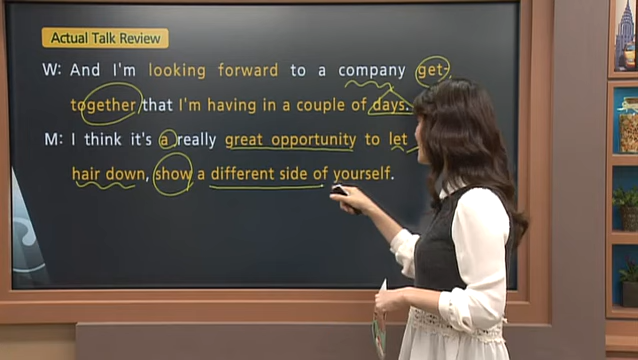 Actual Talk Review
W: And I'm looking forward to a company get-
together that I'm having in a couple of days.
M: I think it's a really great opportunity to let
hair down, show a different side of yourself.